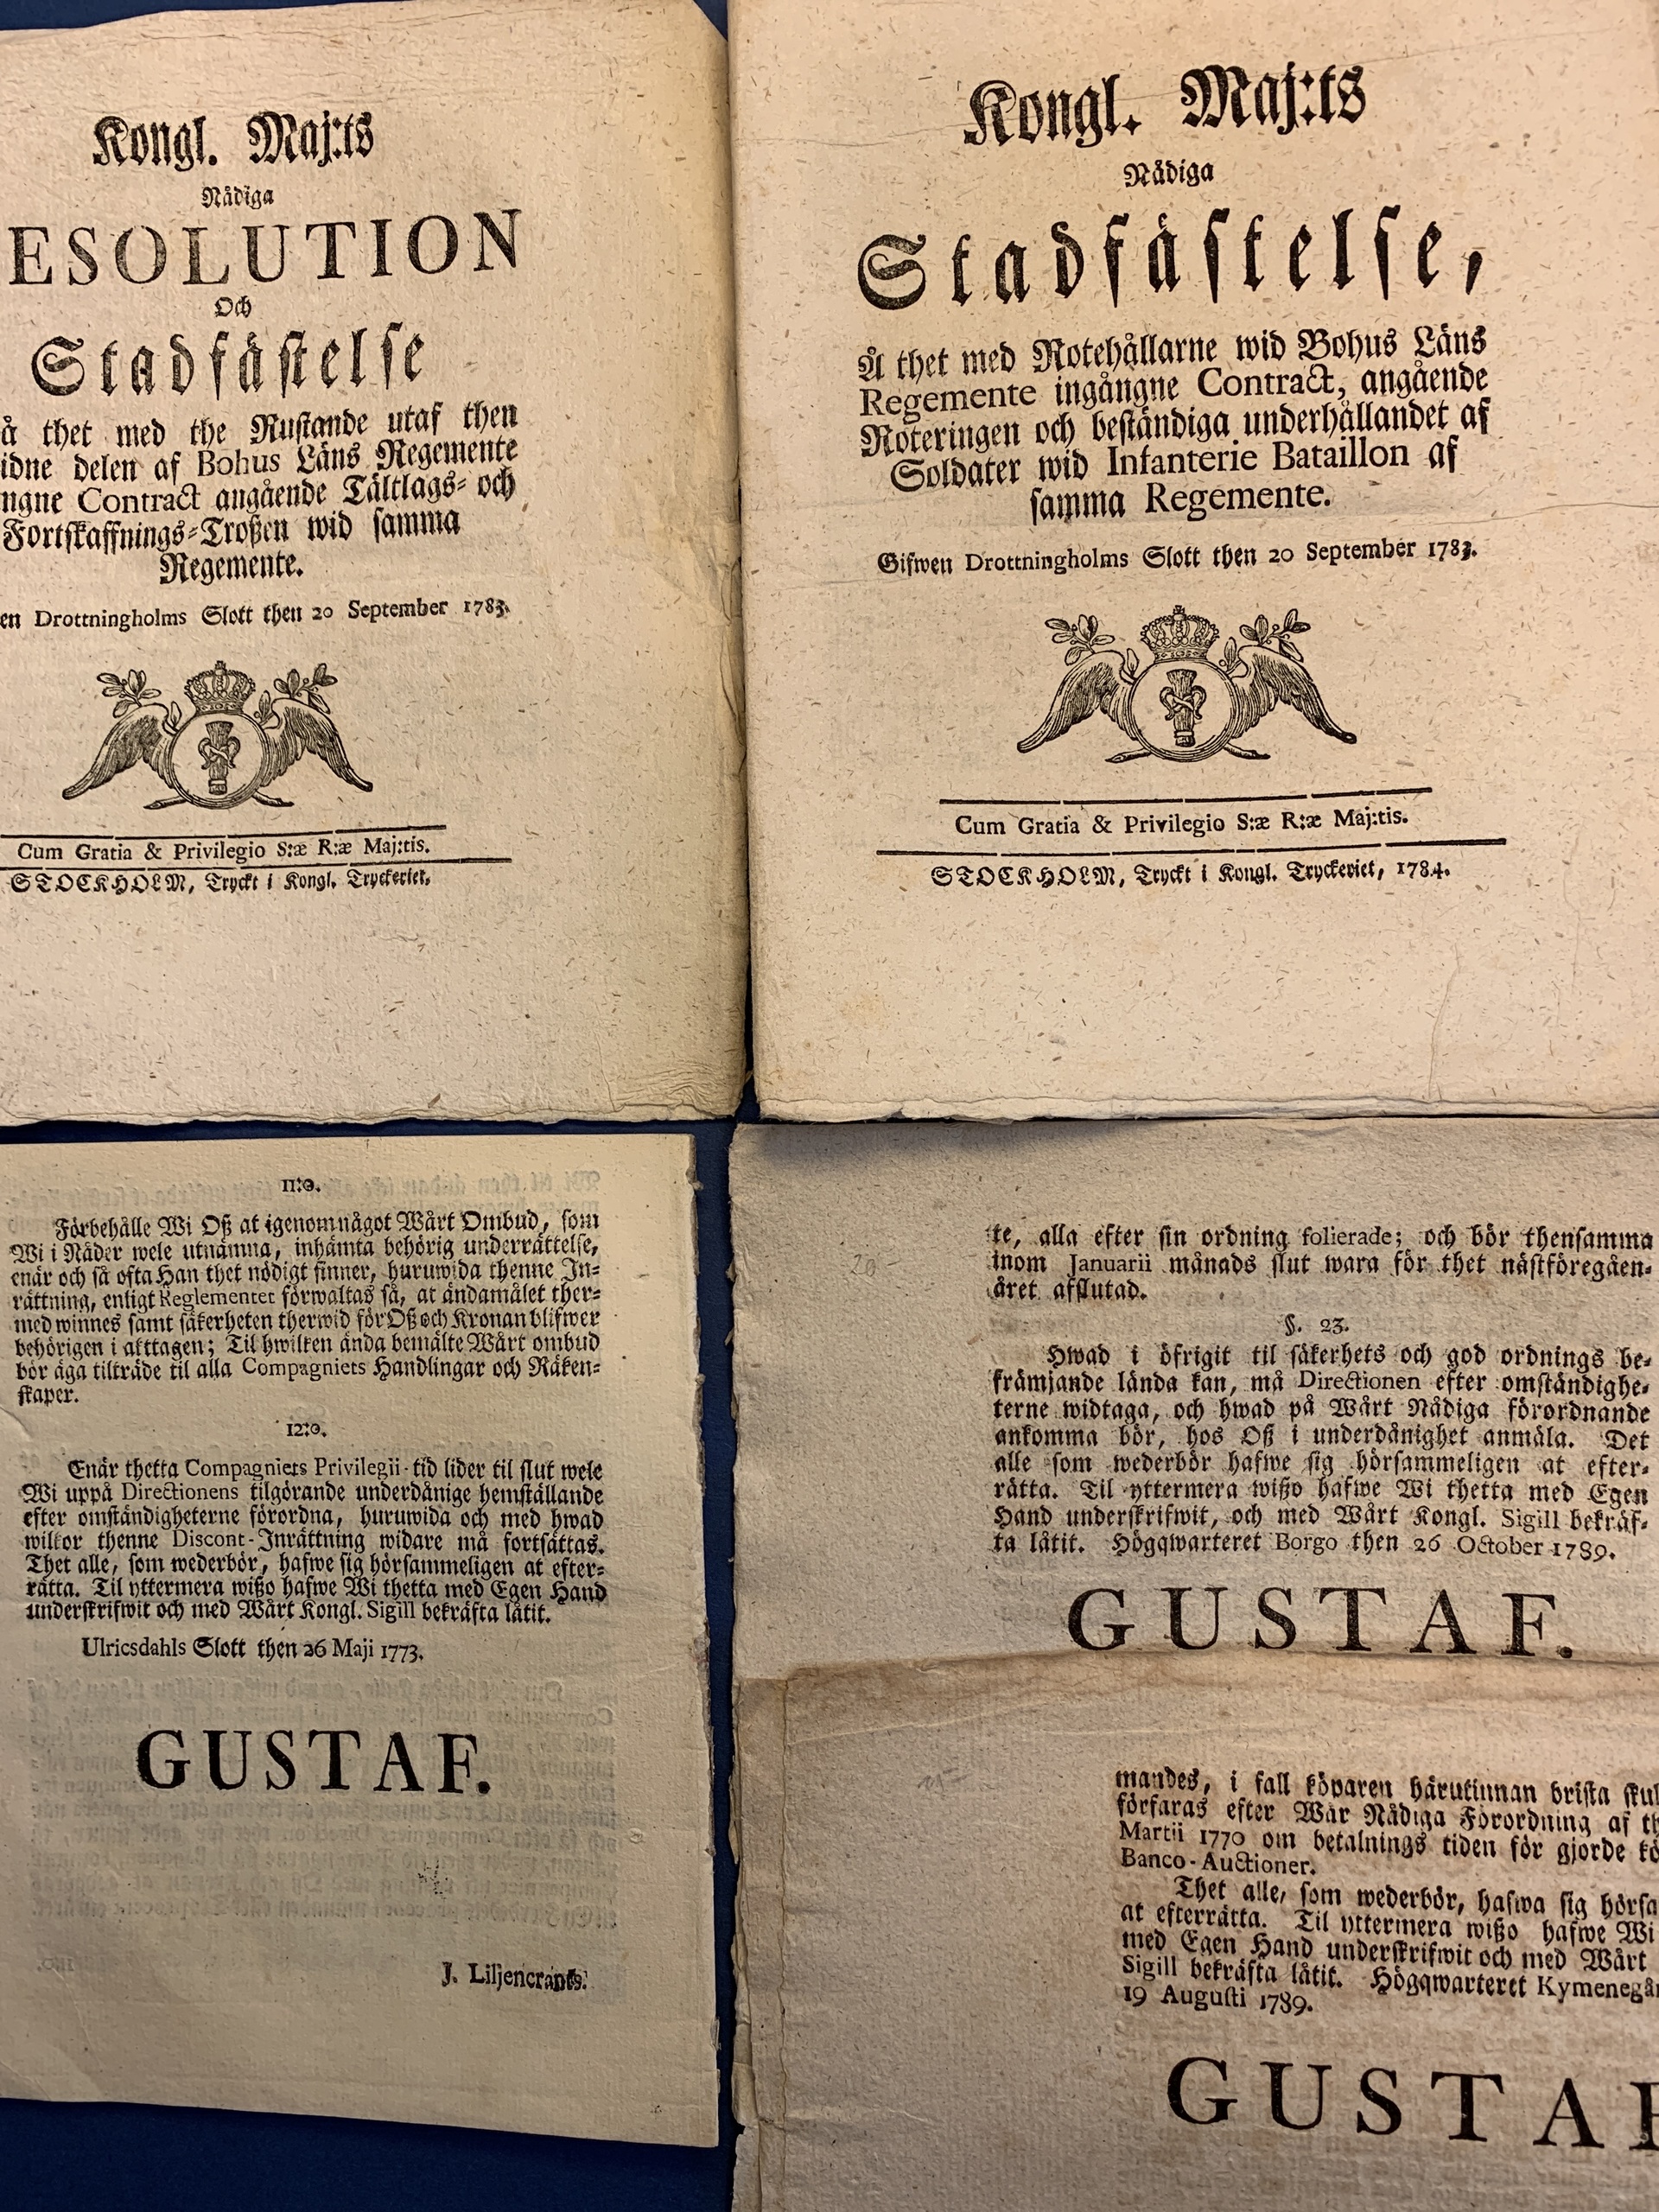 Kongl. Maj:ts
Nådiga
ESOLUTION
Och
Stadfästelse
å thet med the Rustande utaf then
idne delen af Bohus Läns Regemente
ngne Contract angående Tältlags- och
Fortskaffnings-Troßen wid samma
Regemente.
en Drottningholms Slott then 20 September 1783.
Cum Gratia & Privilegio S:æ R:æ Maj:tis.
STOCKHOLM, Tryckt i Kongl. Tryckeriet,
Kongl. Maj:ts
Nådiga
Stadfästelse,
Å thet med Rotehållarne wid Bohus Läns
Regemente ingångne Contract, angående
Roteringen och beständiga underhållandet af
Soldater wid Infanterie Bataillon af
samma Regemente.
Gifwen Drottningholms Slott then 20 September 1783.
Cum Gratia & Privilegio S:æ R:æ Maj:tis.
STOCKHOLM, Tryckt i Kongl. Tryckeriet, 1784.
11:o.
Förbehålle Wi Oß at igenom något Wårt Ombud, som
Wi i Nåder wele utnämna, inhämta behörig underrättelse,
enär och så ofta Han thet nödigt finner, huruwida thenne In-
rättning, enligt Reglementet förwaltas så, at ändamålet ther-
med winnes samt säkerheten therwid för Oß och Kronan blifwer
behörigen i akttagen; Til hwilken ända bemälte Wårt ombud
bör äga tilträde til alla Compagniets Handlingar och Räken-
skaper.
12:o.
Enär thetta Compagniets Privilegii-tid lider til slut wele
Wi uppå Directionens tilgörande underdånige hemställande
efter omständigheterne förordna, huruwida och med hwad
wilkor thenne Discont-Inrättning widare må fortsättas.
Thet alle, som wederbör, hafwe sig hörsammeligen at efter-
rätta. Til yttermera wißo hafwe Wi thetta med Egen Hand
underskrifwit och med Wårt Kongl. Sigill bekräfta låtit.
Ulricsdahls Slott then 26 Maji 1773.
GUSTAF.
J. Liljencrants.
te, alla efter sin ordning folierade; och bör thensamma
inom Januarii månads slut wara för thet nästföregåen-
året afslutad.
§. 23.
Hwad i öfrigit til säkerhets och god ordnings be-
främjande lända kan, må Directionen efter omständighe-
terne widtaga, och hwad på Wårt Nådiga förordnande
ankomma bör, hos Oß i underdånighet anmäla. Det
alle som wederbör hafwe sig hörsammeligen at efter-
rätta. Til yttermera wißo hafwe Wi thetta med Egen
Hand underskrifwit, och med Wårt Kongl. Sigill bekräf-
ta låtit. Högqwarteret Borgo then 26 October 1789.
GUSTAF.
mandes, i fall köparen härutinnan brista skul
förfaras efter Wår Nådiga Förordning af th
Martii 1770 om betalnings tiden för gjorde kö
Banco-Auctioner.
Thet alle, som wederbör, hafwa sig hörsa
at efterrätta. Til yttermera wißo hafwe Wi
med Egen Hand underskrifwit och med Wårt
Sigill bekräfta låtit. Högqwarteret Kymenegår
19 Augusti 1789.
GUSTAF